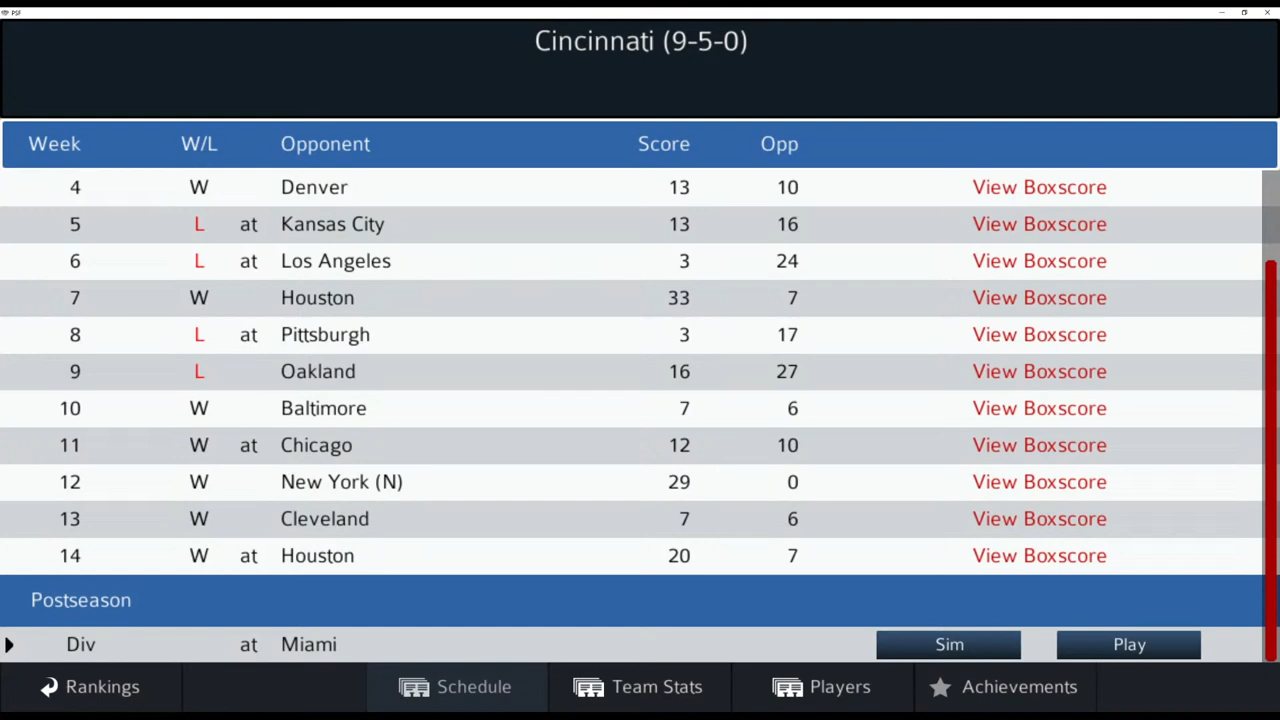 PSF
Cincinnati (9-5-0)
Week W/L Opponent Score Opp
4 W Denver 13 10 View Boxscore
5 L at Kansas City 13 16 View Boxscore
6 L at Los Angeles 3 24 View Boxscore
7 W Houston 33 7 View Boxscore
8 L at Pittsburgh 3 17 View Boxscore
9 L Oakland 16 27 View Boxscore
10 W Baltimore 7 6 View Boxscore
11 W at Chicago 12 10 View Boxscore
12 W New York (N) 29 0 View Boxscore
13 W Cleveland 7 6 View Boxscore
14 W at Houston 20 7 View Boxscore
Postseason
Div at Miami Sim Play
Rankings Schedule Team Stats Players Achievements